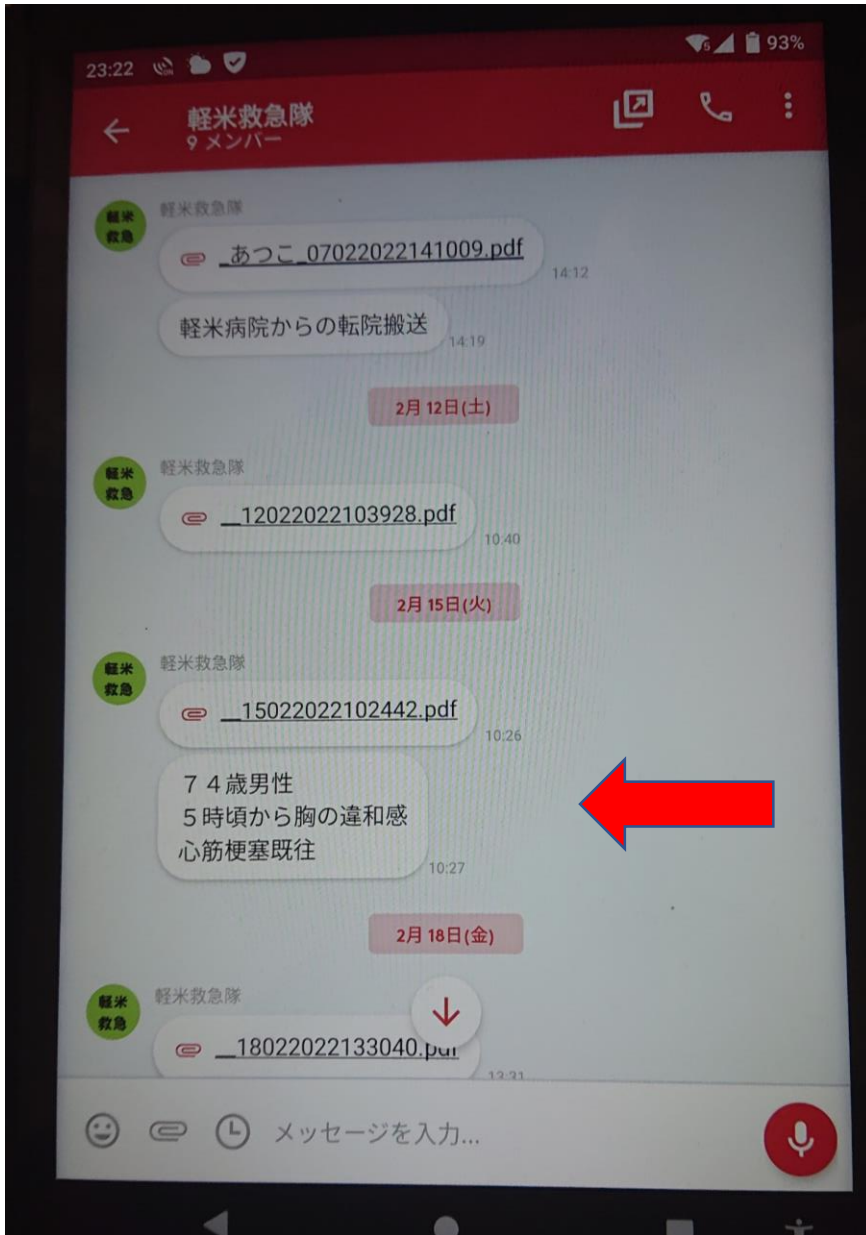 23:22
93%
軽米救急隊
9 メンバー
軽米
救急
軽米救急隊
_あつこ_07022022141009.pdf
14:12
軽米病院からの転院搬送
14:19
2月 12日(土)
軽米
救急
軽米救急隊
__12022022103928.pdf
10:40
2月 15日(火)
軽米
救急
軽米救急隊
__15022022102442.pdf
10:26
７４歳男性
５時頃から胸の違和感
心筋梗塞既往
10:27
2月 18日(金)
軽米
救急
軽米救急隊
__18022022133040.pdf
13:31
メッセージを入力...